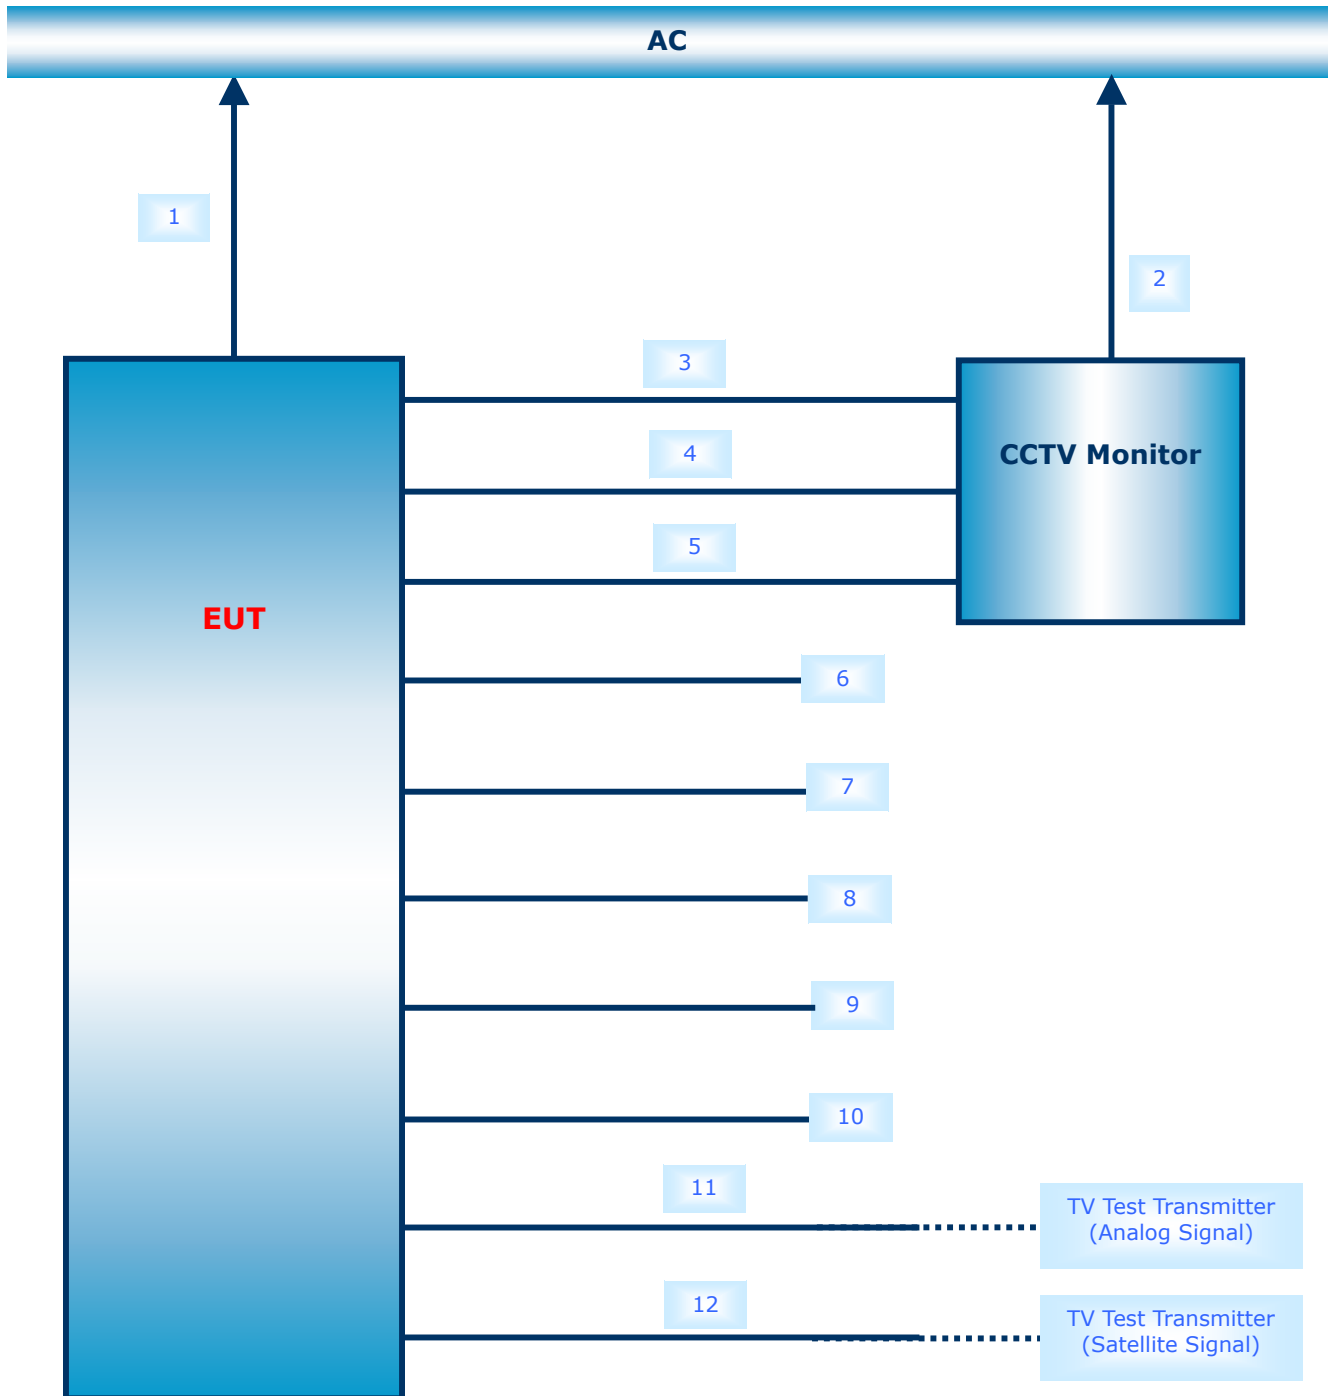 AC
1
2
3
CCTV Monitor
4
5
EUT
6
7
8
9
10
11
TV Test Transmitter
(Analog Signal)
12
TV Test Transmitter
(Satellite Signal)